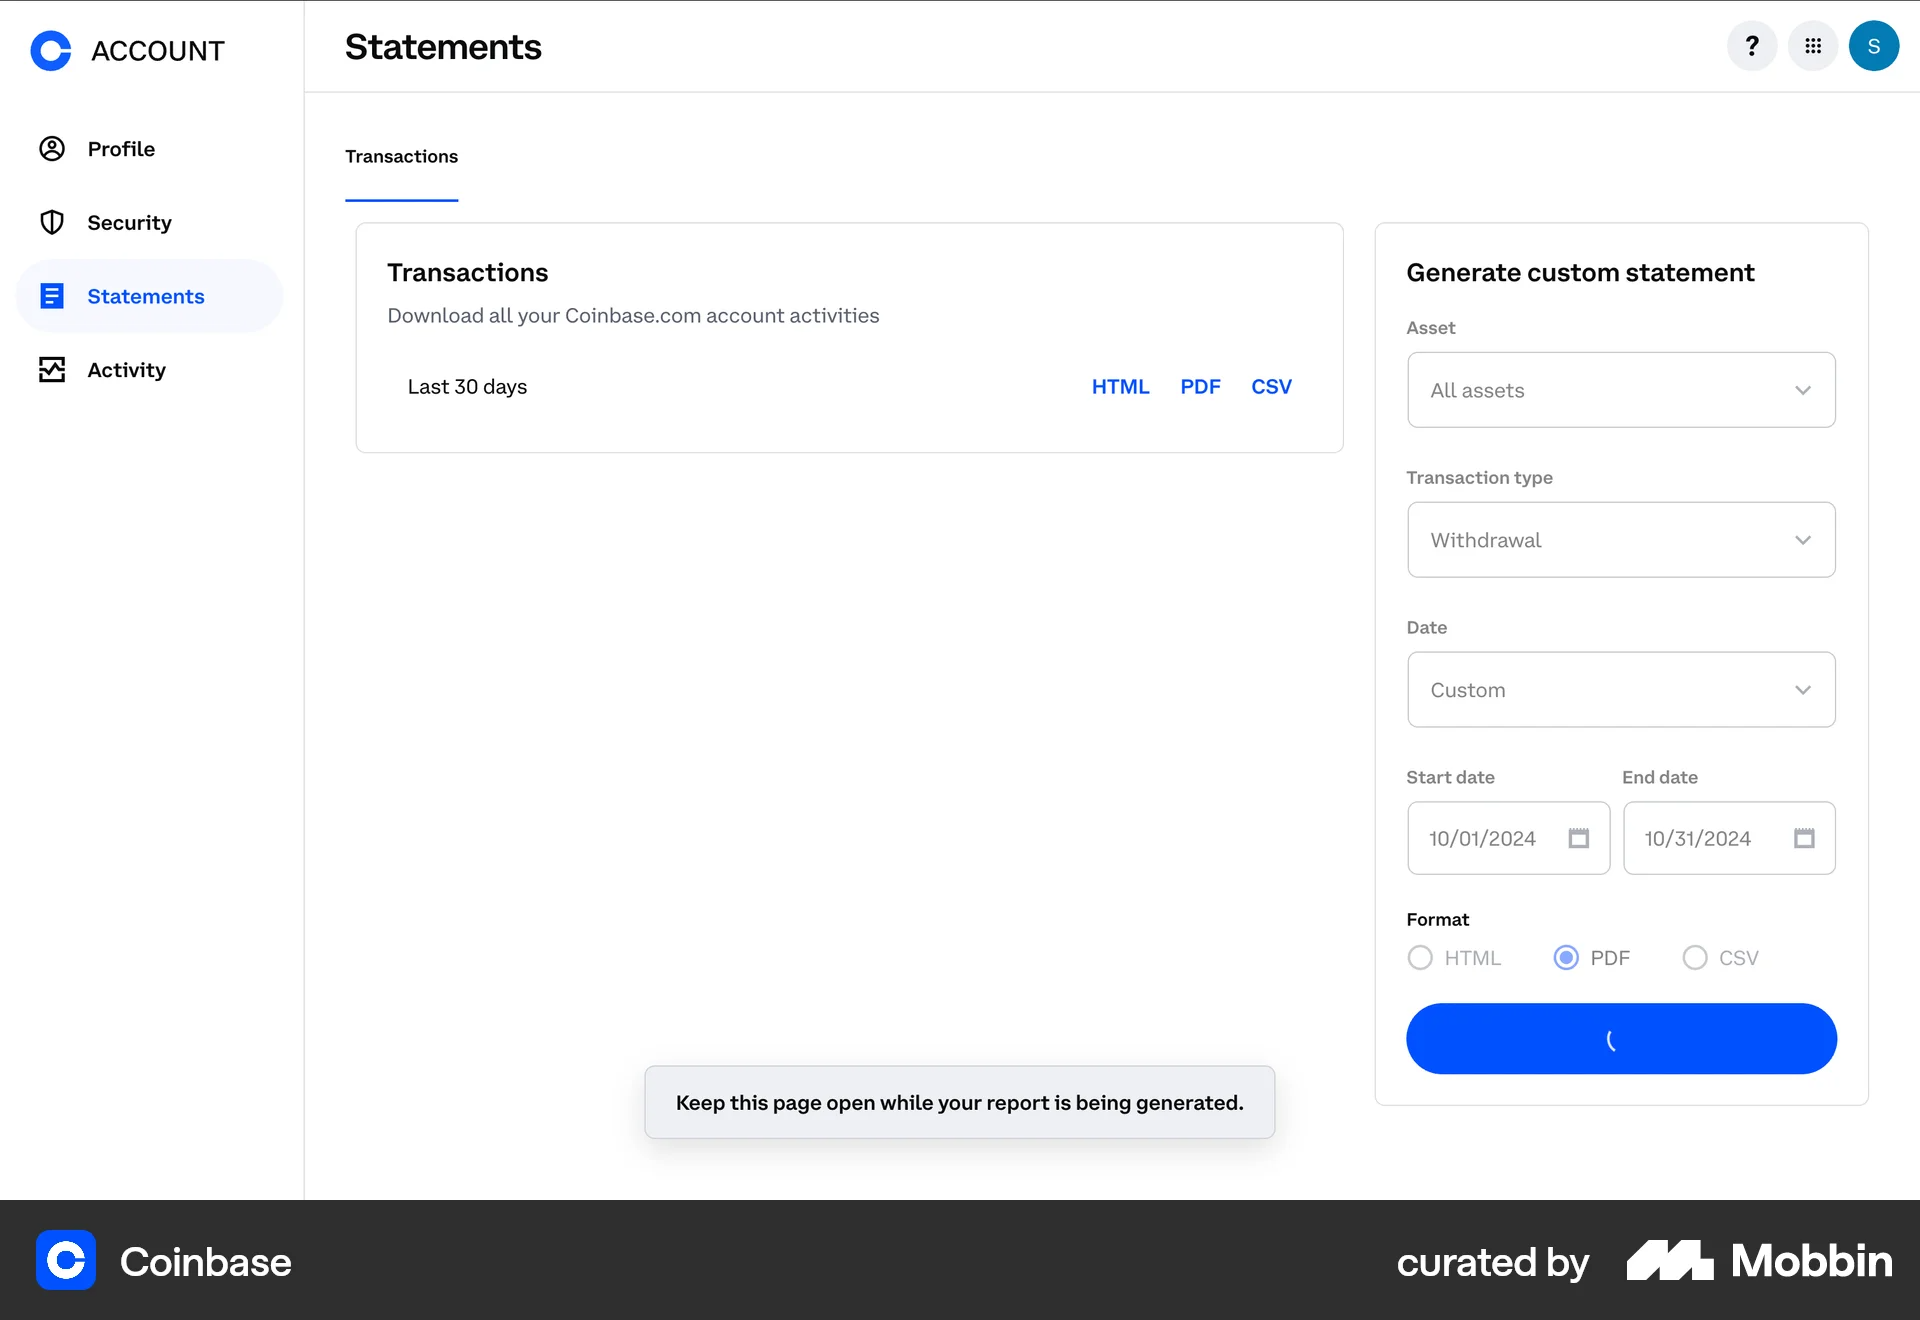 ACCOUNT
Statements
?
S
Profile
Security
Statements
Activity
Transactions
Transactions
Download all your Coinbase.com account activities
Last 30 days HTML PDF CSV
Generate custom statement
Asset
All assets
Transaction type
Withdrawal
Date
Custom
Start date End date
10/01/2024 10/31/2024
Format
HTML PDF CSV
Keep this page open while your report is being generated.
Coinbase
curated by Mobbin